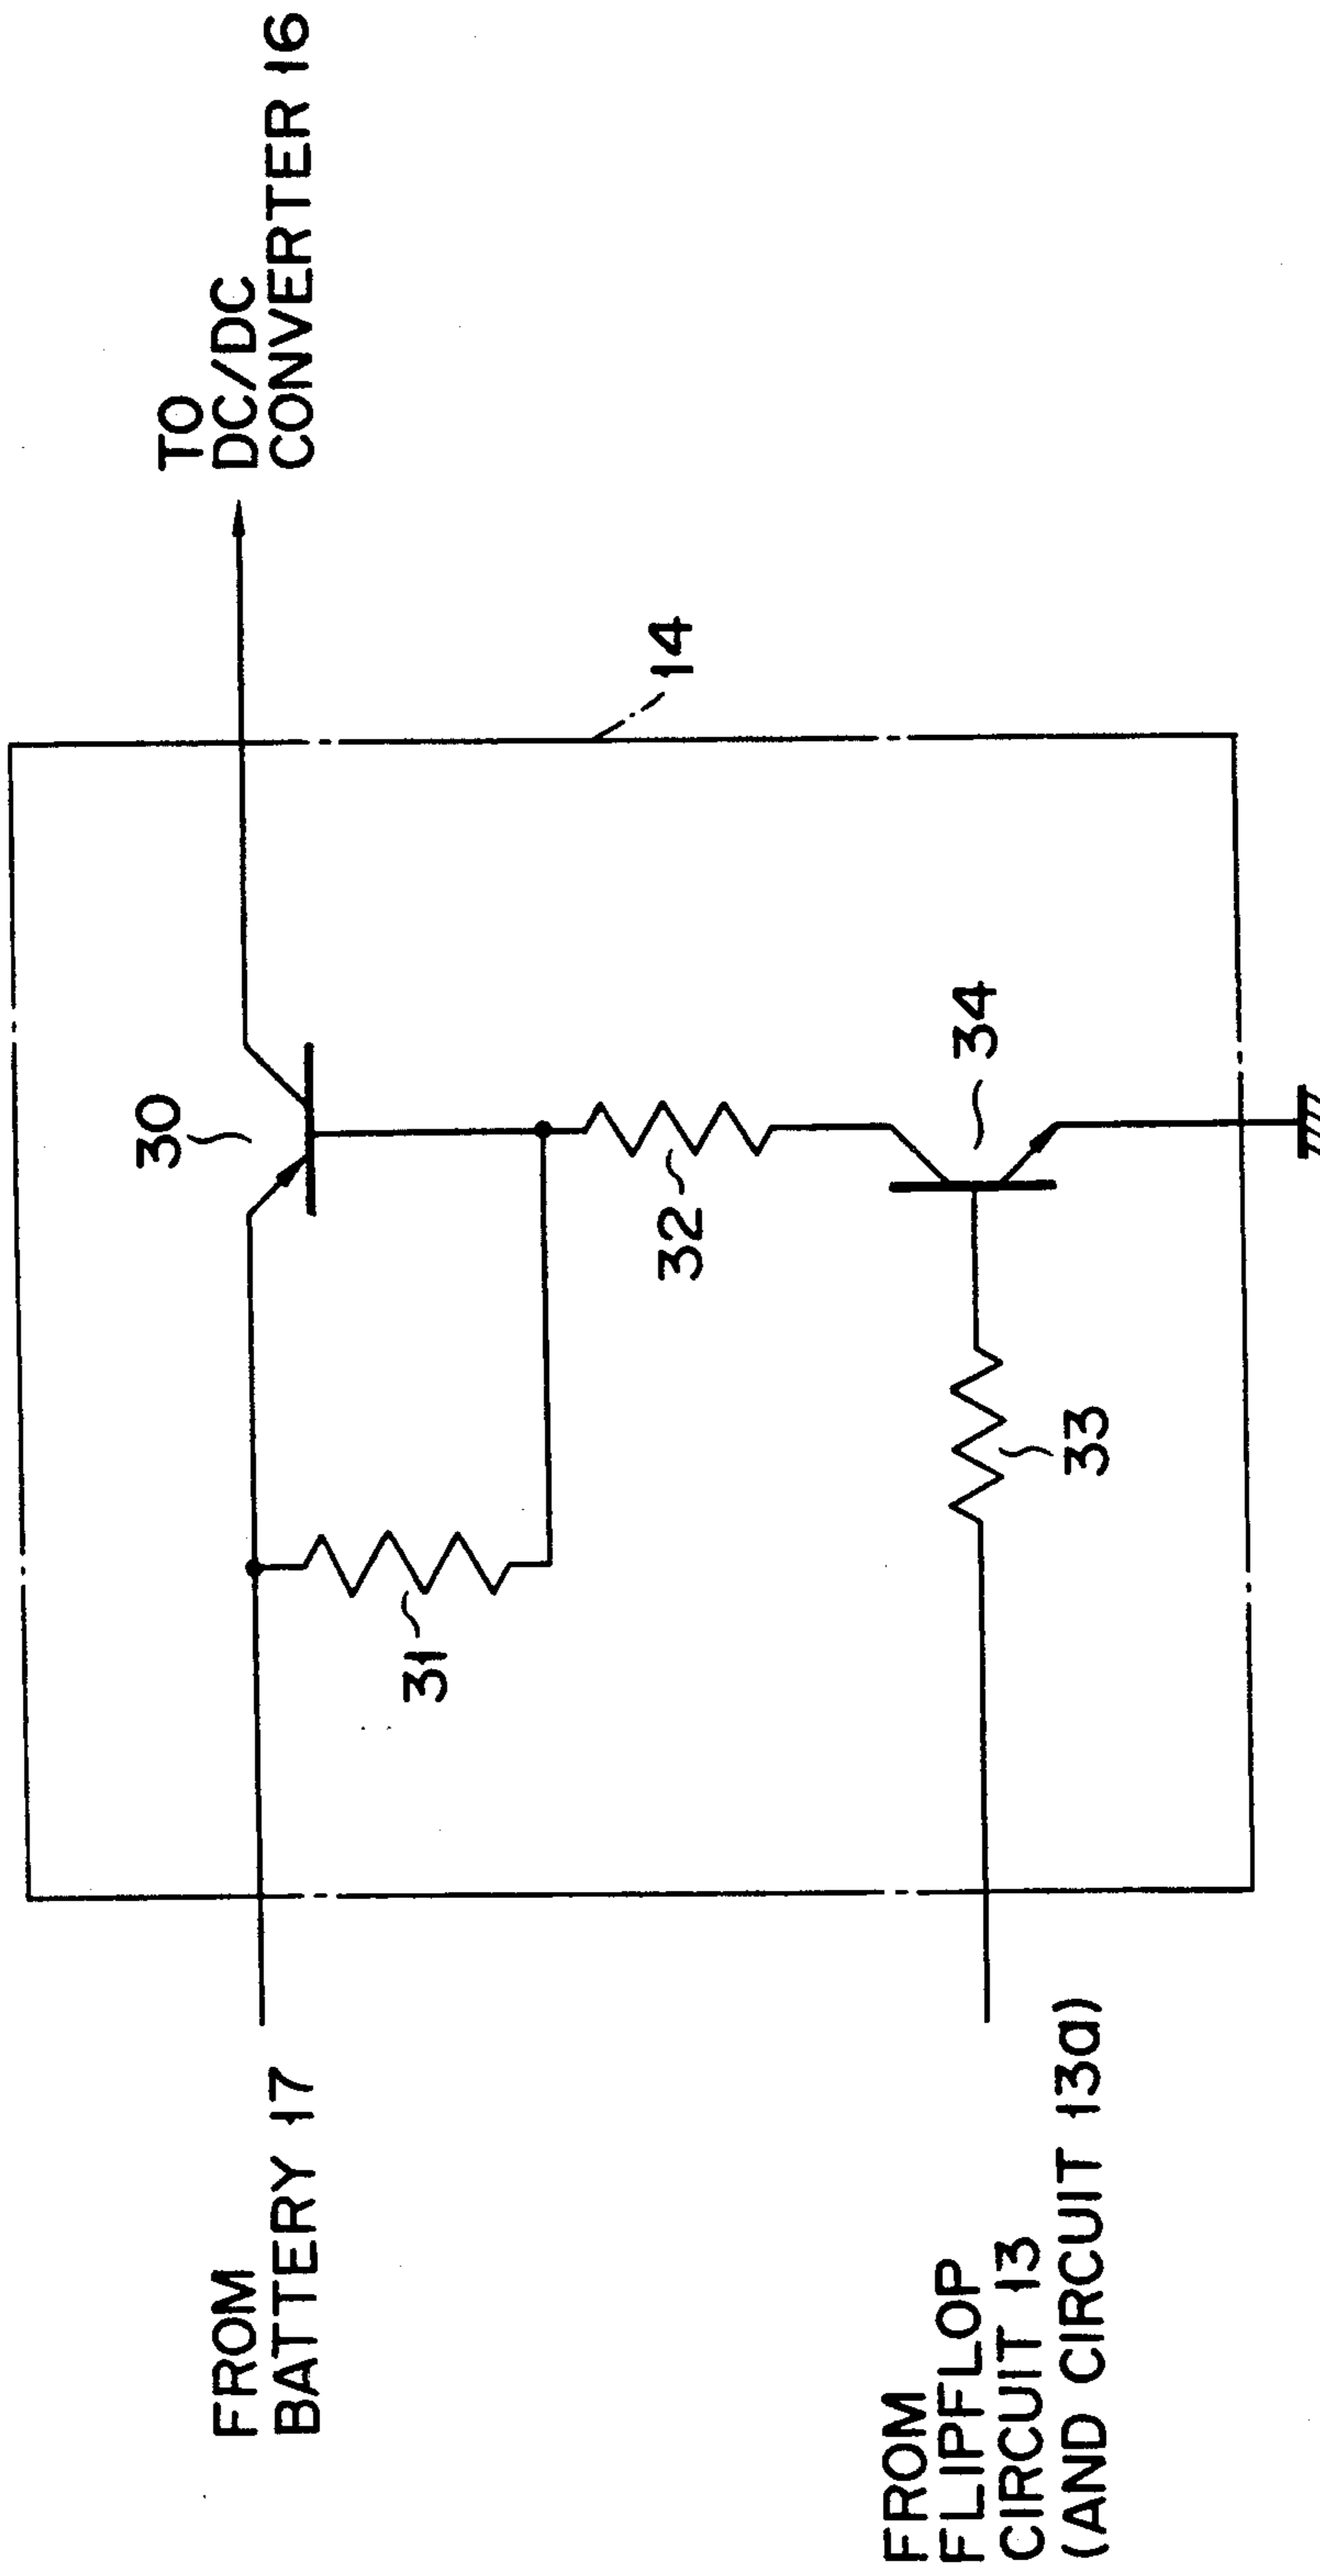 TO
DC/DC
CONVERTER 16
30
14
31
32
34
33
FROM
BATTERY 17
FROM
FLIPFLOP
CIRCUIT 13
(AND CIRCUIT 13a)